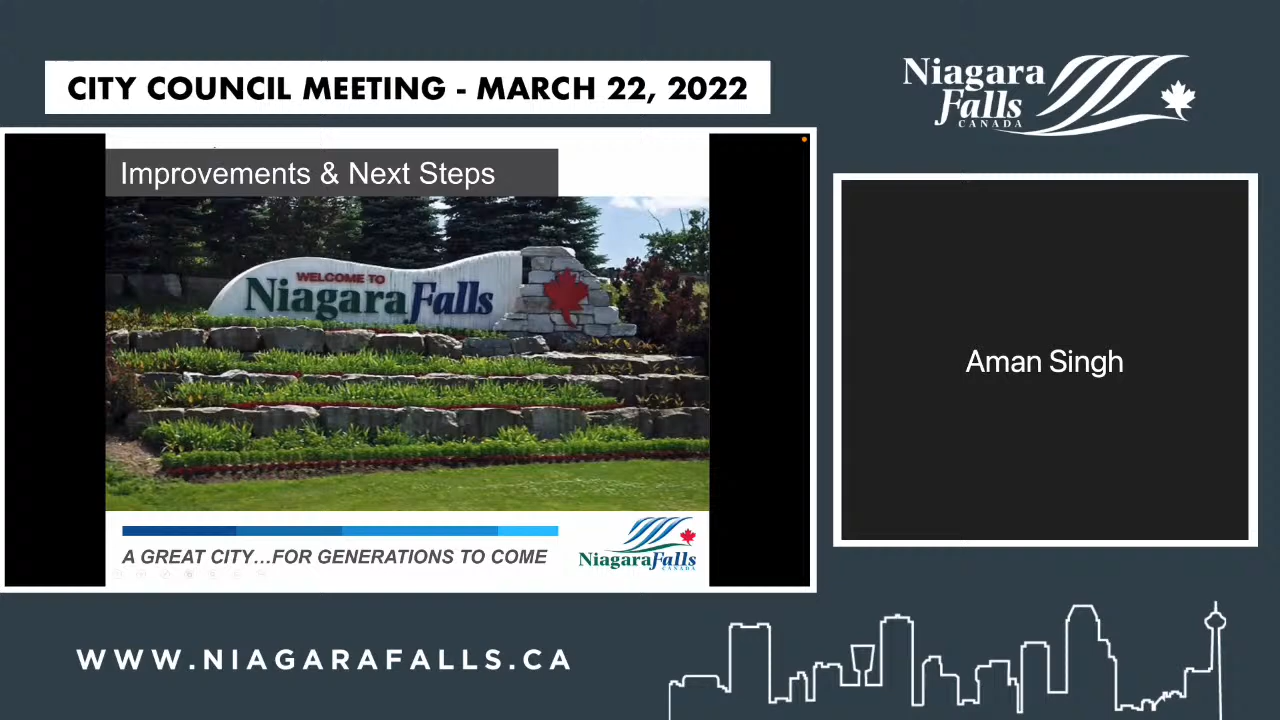 CITY COUNCIL MEETING - MARCH 22, 2022
Niagara
Falls
CANADA
Improvements & Next Steps
WELCOME TO
Niagara Falls
Aman Singh
A GREAT CITY...FOR GENERATIONS TO COME
NiagaraFalls
CANADA
WWW.NIAGARAFALLS.CA